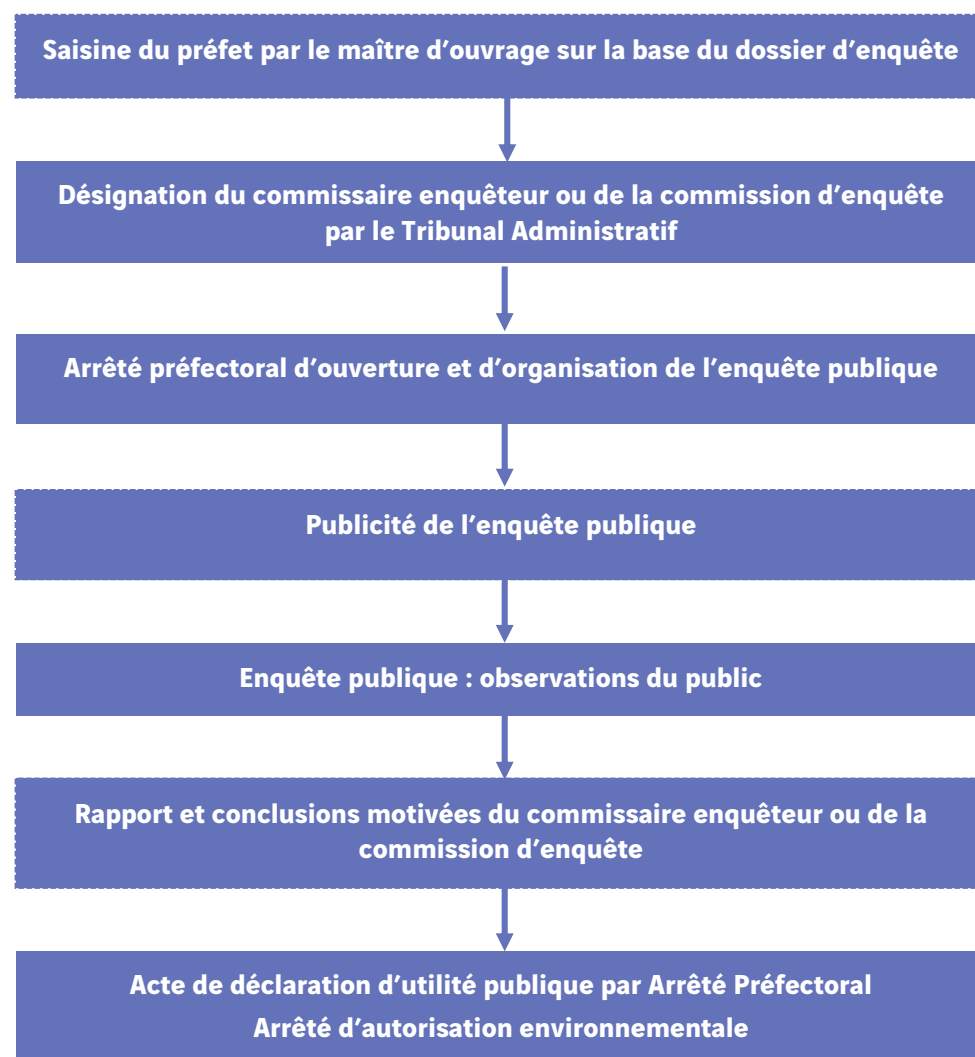 Saisine du préfet par le maître d’ouvrage sur la base du dossier d’enquête
Désignation du commissaire enquêteur ou de la commission d’enquête
par le Tribunal Administratif
Arrêté préfectoral d’ouverture et d’organisation de l’enquête publique
Publicité de l’enquête publique
Enquête publique : observations du public
Rapport et conclusions motivées du commissaire enquêteur ou de la
commission d’enquête
Acte de déclaration d’utilité publique par Arrêté Préfectoral
Arrêté d’autorisation environnementale